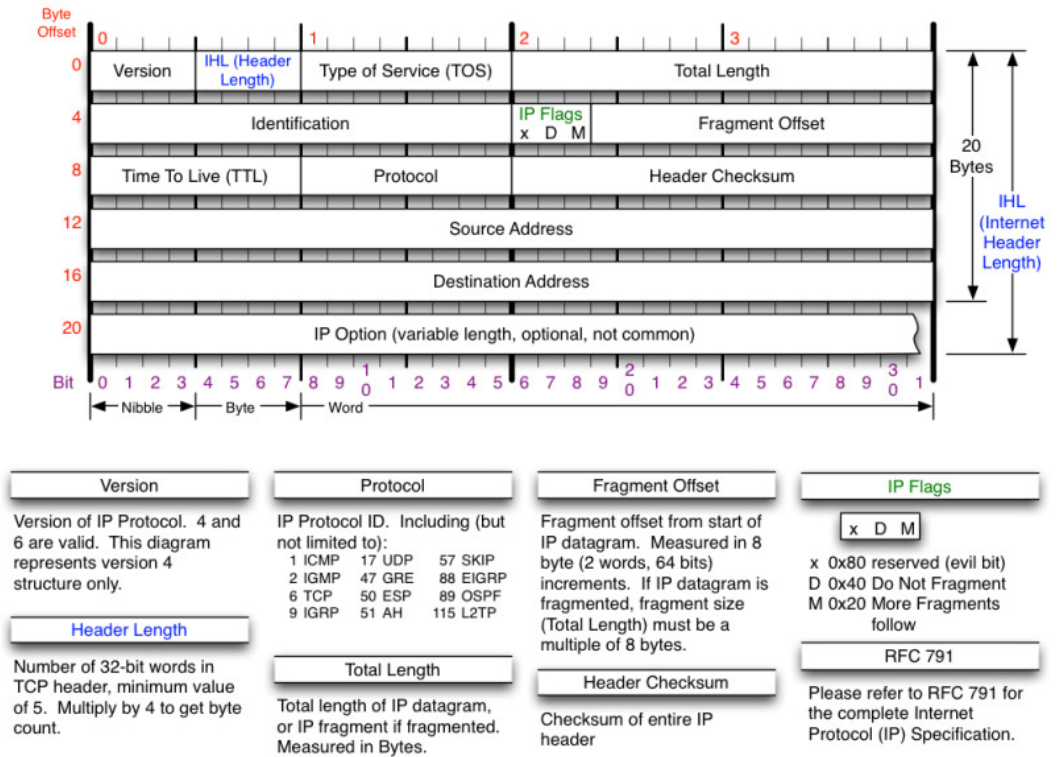 Byte
Offset
0 1 2 3
0 Version IHL (Header
Length) Type of Service (TOS) Total Length
4 Identification IP Flags
x D M Fragment Offset
8 Time To Live (TTL) Protocol Header Checksum
12 Source Address
16 Destination Address
20 IP Option (variable length, optional, not common)
20
Bytes
IHL
(Internet
Header
Length)
Bit 0 1 2 3 4 5 6 7 8 9 10 1 2 3 4 5 6 7 8 9 20 1 2 3 4 5 6 7 8 9 30 1
Nibble Byte Word
Version
Version of IP Protocol. 4 and
6 are valid. This diagram
represents version 4
structure only.
Header Length
Number of 32-bit words in
TCP header, minimum value
of 5. Multiply by 4 to get byte
count.
Protocol
IP Protocol ID. Including (but
not limited to):
1 ICMP 17 UDP 57 SKIP
2 IGMP 47 GRE 88 EIGRP
6 TCP 50 ESP 89 OSPF
9 IGRP 51 AH 115 L2TP
Total Length
Total length of IP datagram,
or IP fragment if fragmented.
Measured in Bytes.
Fragment Offset
Fragment offset from start of
IP datagram. Measured in 8
byte (2 words, 64 bits)
increments. If IP datagram is
fragmented, fragment size
(Total Length) must be a
multiple of 8 bytes.
Header Checksum
Checksum of entire IP
header
IP Flags
x D M
x 0x80 reserved (evil bit)
D 0x40 Do Not Fragment
M 0x20 More Fragments
follow
RFC 791
Please refer to RFC 791 for
the complete Internet
Protocol (IP) Specification.